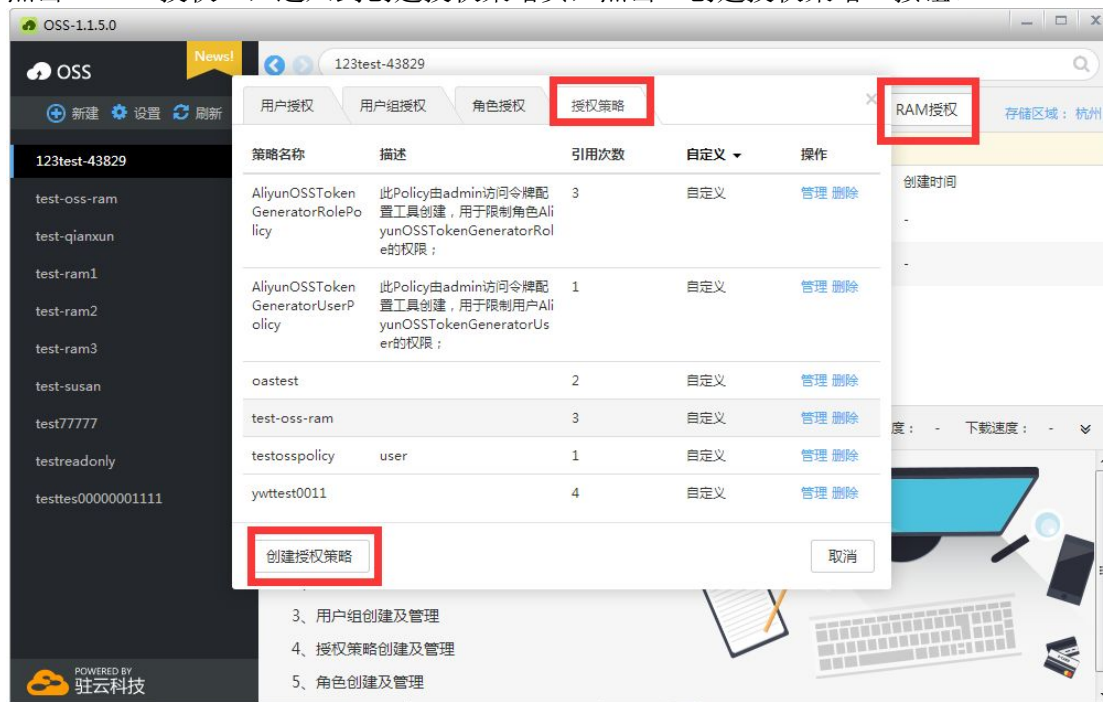 OSS-1.1.5.0
OSS
News!
123test-43829
新建 设置 刷新
用户授权 用户组授权 角色授权 授权策略
RAM授权
存储区域：杭州
123test-43829
test-oss-ram
test-qianxun
test-ram1
test-ram2
test-ram3
test-susan
test77777
testreadonly
testtes00000001111
策略名称 描述 引用次数 自定义 操作
AliyunOSSToken
GeneratorRolePo
licy
此Policy由admin访问令牌配
置工具创建，用于限制角色Ali
yunOSSTokenGeneratorRol
e的权限；
3 自定义 管理 删除
AliyunOSSToken
GeneratorUserP
olicy
此Policy由admin访问令牌配
置工具创建，用于限制用户Ali
yunOSSTokenGeneratorUs
er的权限；
1 自定义 管理 删除
oastest 2 自定义 管理 删除
test-oss-ram 3 自定义 管理 删除
testosspolicy user 1 自定义 管理 删除
ywttest0011 4 自定义 管理 删除
创建授权策略
取消
创建时间
-
-
度： - 下载速度： -
3、用户组创建及管理
4、授权策略创建及管理
5、角色创建及管理
POWERED BY
驻云科技